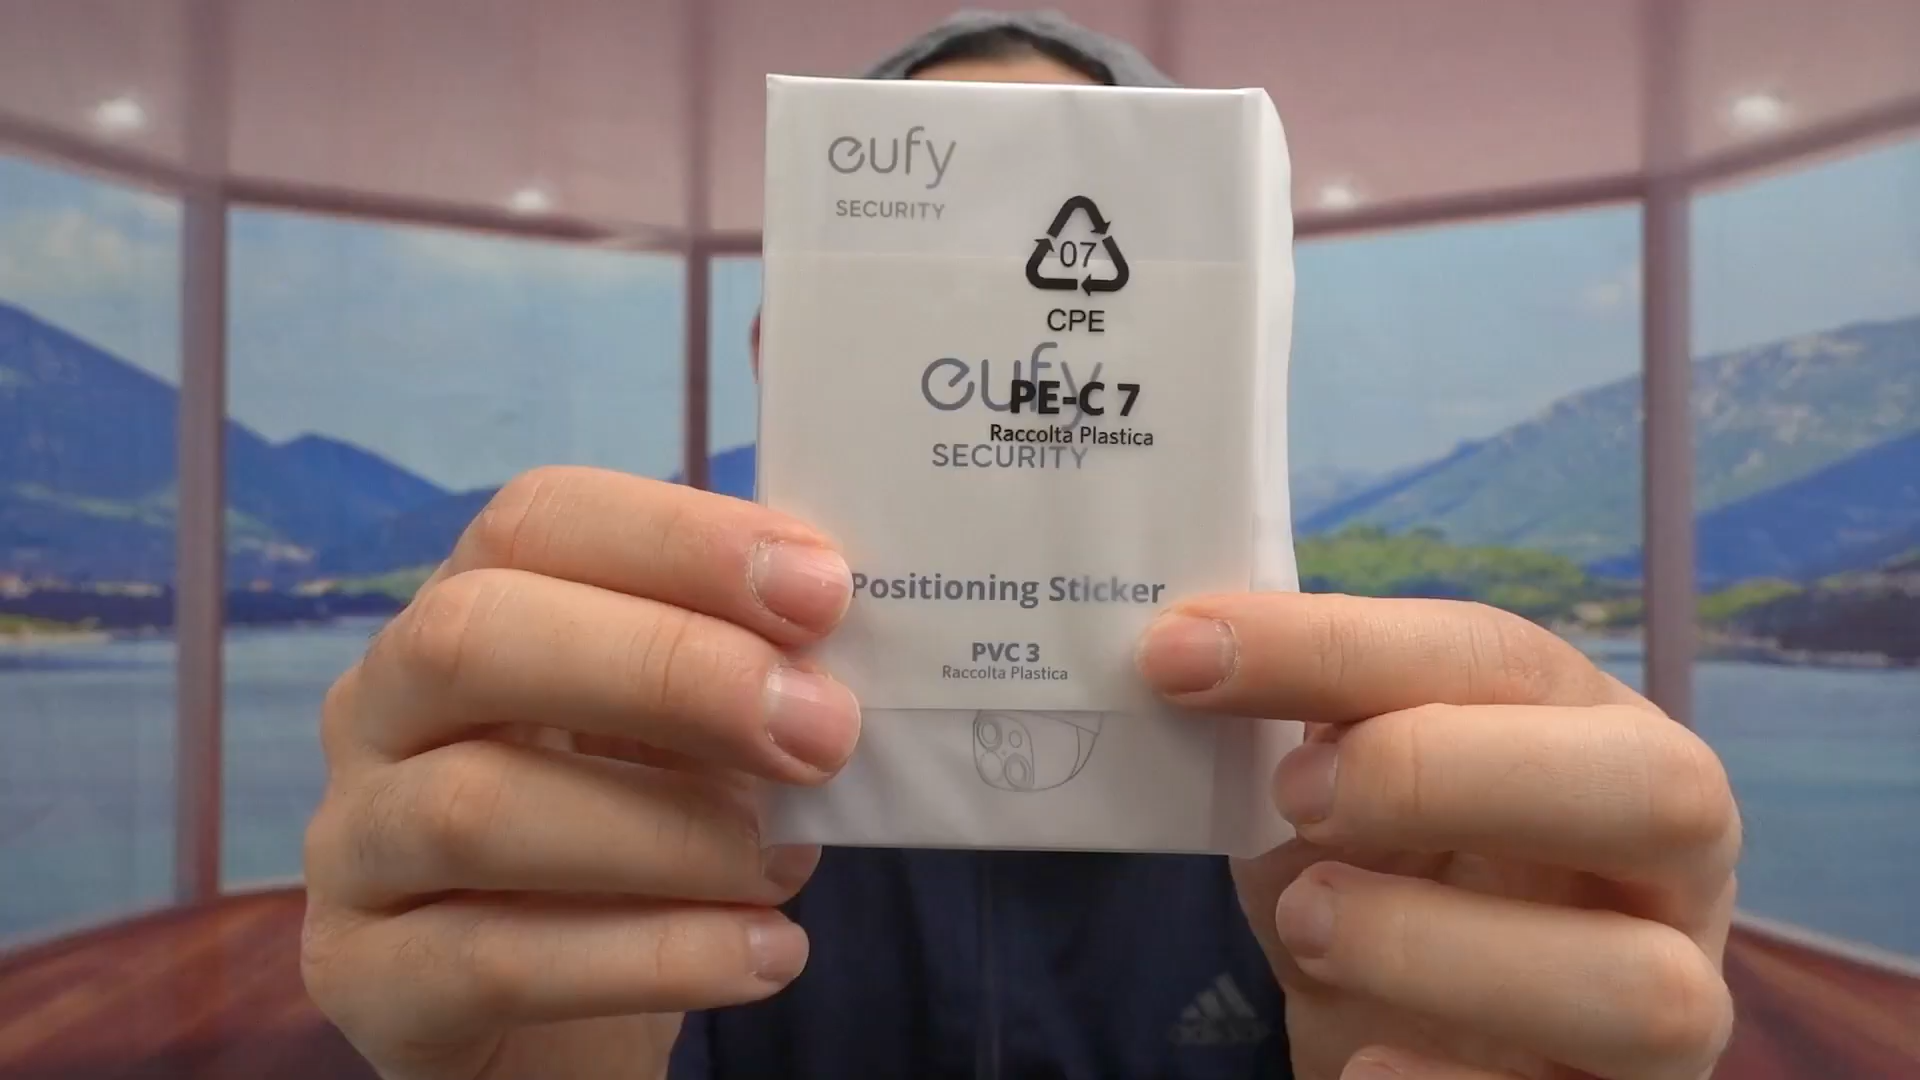 eufy
SECURITY
07
CPE
eufy
PE-C 7
Raccolta Plastica
SECURITY
Positioning Sticker
PVC 3
Raccolta Plastica